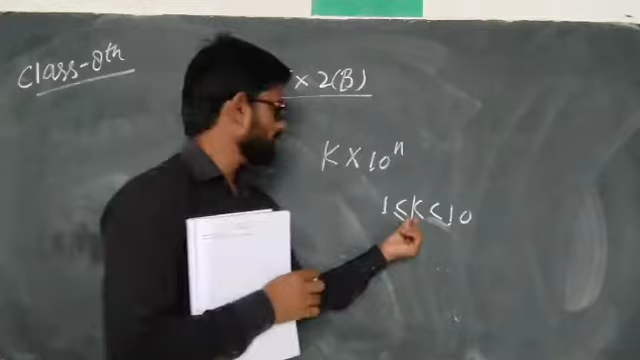 Class-8th
x 2(B)
K X 10ⁿ
1≤K≤10